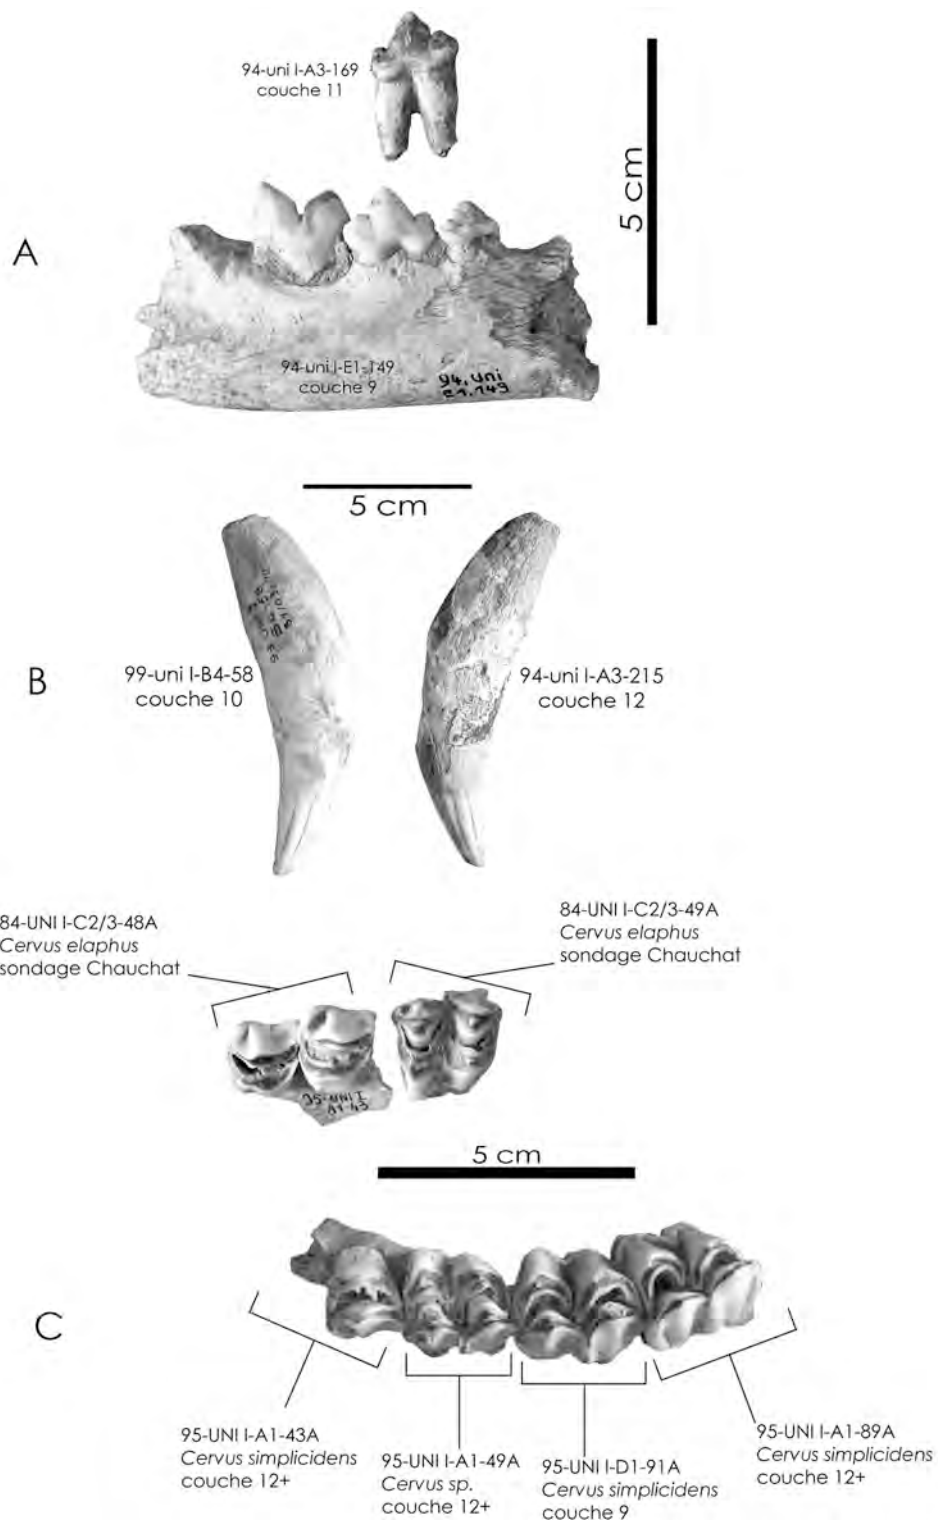 94-uni I-A3-169
couche 11
5 cm
A
94-uni I-E1-149
couche 9
94. uni
E1.149
5 cm
B
99-uni I-B4-58
couche 10
94-uni I-A3-215
couche 12
84-UNI I-C2/3-48A
Cervus elaphus
sondage Chauchat
84-UNI I-C2/3-49A
Cervus elaphus
sondage Chauchat
95-UNI I
A1-43
5 cm
C
95-UNI I-A1-43A
Cervus simplicidens
couche 12+
95-UNI I-A1-49A
Cervus sp.
couche 12+
95-UNI I-D1-91A
Cervus simplicidens
couche 9
95-UNI I-A1-89A
Cervus simplicidens
couche 12+